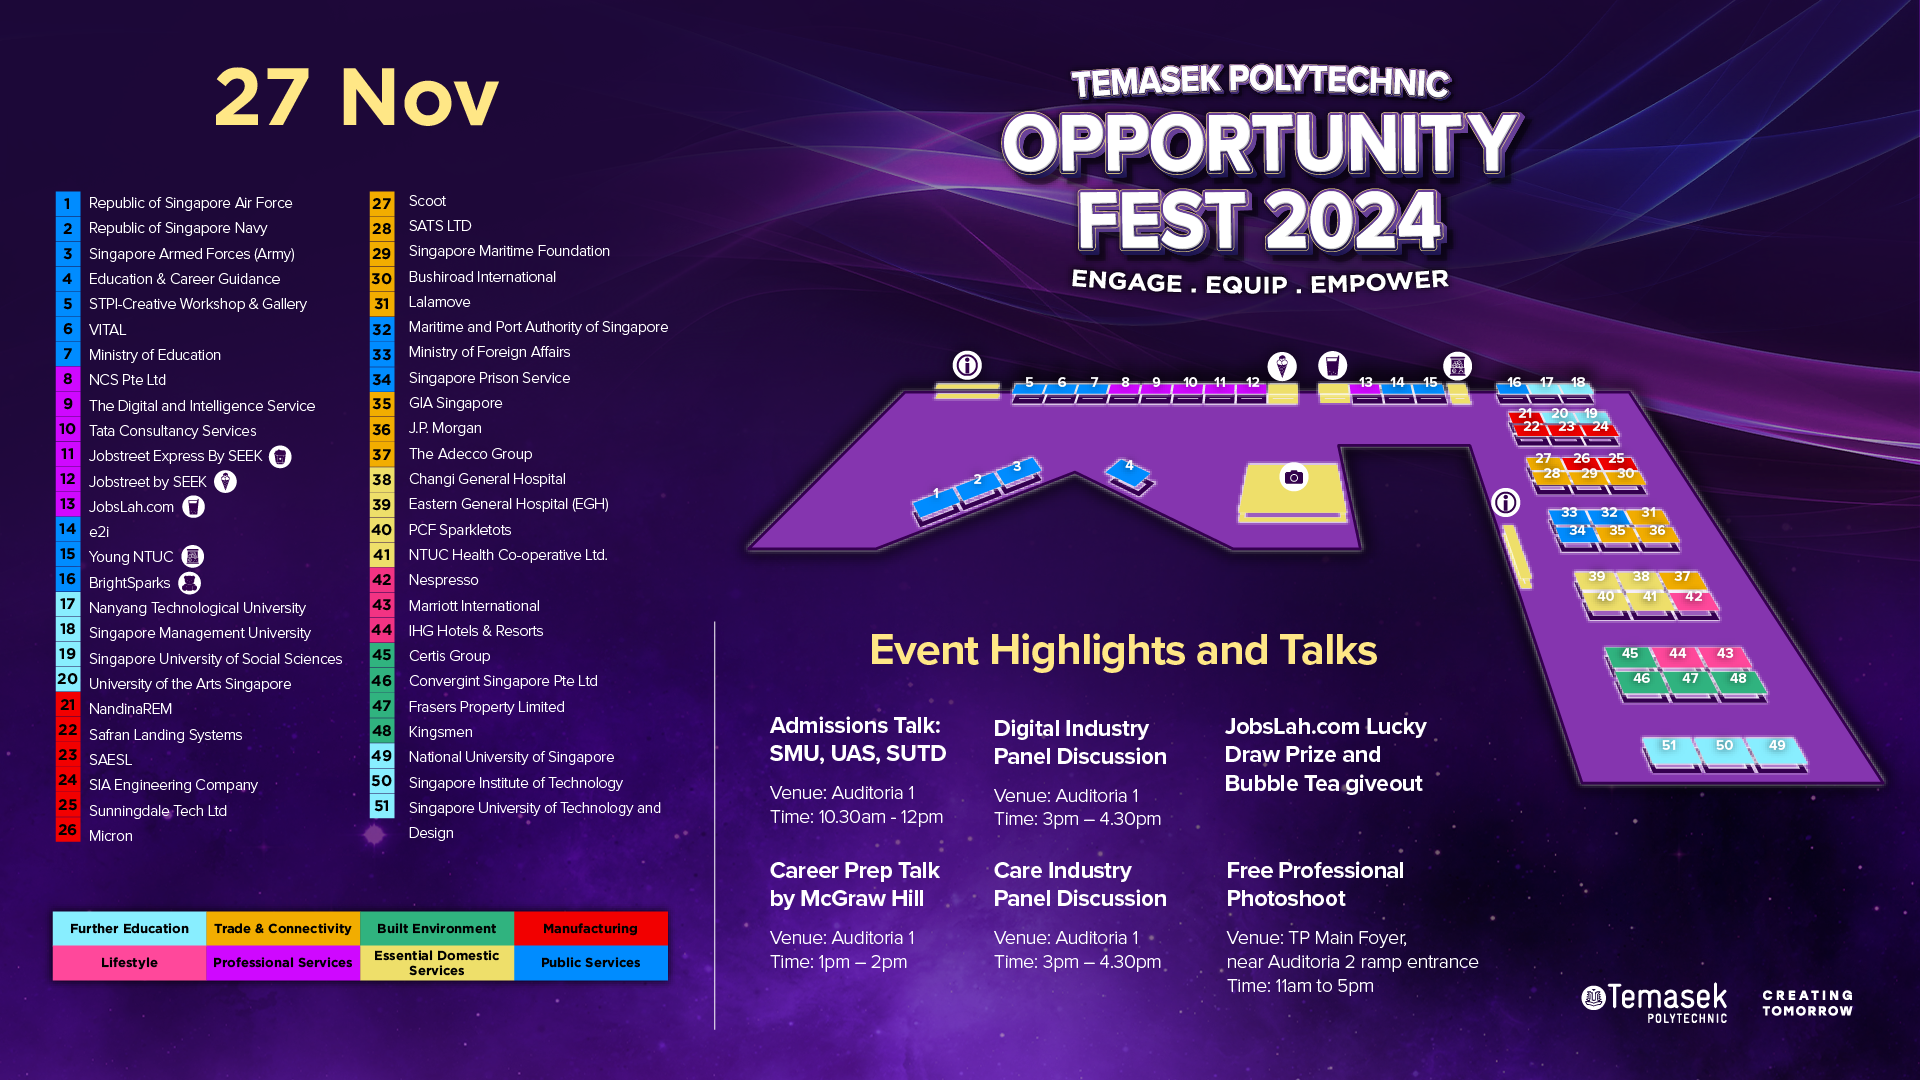 27 Nov
1 Republic of Singapore Air Force
2 Republic of Singapore Navy
3 Singapore Armed Forces (Army)
4 Education & Career Guidance
5 STPI-Creative Workshop & Gallery
6 VITAL
7 Ministry of Education
8 NCS Pte Ltd
9 The Digital and Intelligence Service
10 Tata Consultancy Services
11 Jobstreet Express By SEEK
12 Jobstreet by SEEK
13 JobsLah.com
14 e2i
15 Young NTUC
16 BrightSparks
17 Nanyang Technological University
18 Singapore Management University
19 Singapore University of Social Sciences
20 University of the Arts Singapore
21 NandinaREM
22 Safran Landing Systems
23 SAESL
24 SIA Engineering Company
25 Sunningdale Tech Ltd
26 Micron
27 Scoot
28 SATS LTD
29 Singapore Maritime Foundation
30 Bushiroad International
31 Lalamove
32 Maritime and Port Authority of Singapore
33 Ministry of Foreign Affairs
34 Singapore Prison Service
35 GIA Singapore
36 J.P. Morgan
37 The Adecco Group
38 Changi General Hospital
39 Eastern General Hospital (EGH)
40 PCF Sparkletots
41 NTUC Health Co-operative Ltd.
42 Nespresso
43 Marriott International
44 IHG Hotels & Resorts
45 Certis Group
46 Convergint Singapore Pte Ltd
47 Frasers Property Limited
48 Kingsmen
49 National University of Singapore
50 Singapore Institute of Technology
51 Singapore University of Technology and
Design
Further Education Trade & Connectivity Built Environment Manufacturing
Lifestyle Professional Services Essential Domestic
Services Public Services
TEMASEK POLYTECHNIC
OPPORTUNITY
FEST 2024
ENGAGE . EQUIP . EMPOWER
5 6 7 8 9 10 11 12 13 14 15 16 17 18
21 20 19
22 23 24
27 26 25
28 29 30
1 2 3 4
33 32 31
34 35 36
39 38 37
40 41 42
45 44 43
46 47 48
51 50 49
Event Highlights and Talks
Admissions Talk:
SMU, UAS, SUTD
Venue: Auditoria 1
Time: 10.30am - 12pm
Digital Industry
Panel Discussion
Venue: Auditoria 1
Time: 3pm – 4.30pm
JobsLah.com Lucky
Draw Prize and
Bubble Tea giveout
Career Prep Talk
by McGraw Hill
Venue: Auditoria 1
Time: 1pm – 2pm
Care Industry
Panel Discussion
Venue: Auditoria 1
Time: 3pm – 4.30pm
Free Professional
Photoshoot
Venue: TP Main Foyer,
near Auditoria 2 ramp entrance
Time: 11am to 5pm
Temasek
POLYTECHNIC
CREATING
TOMORROW